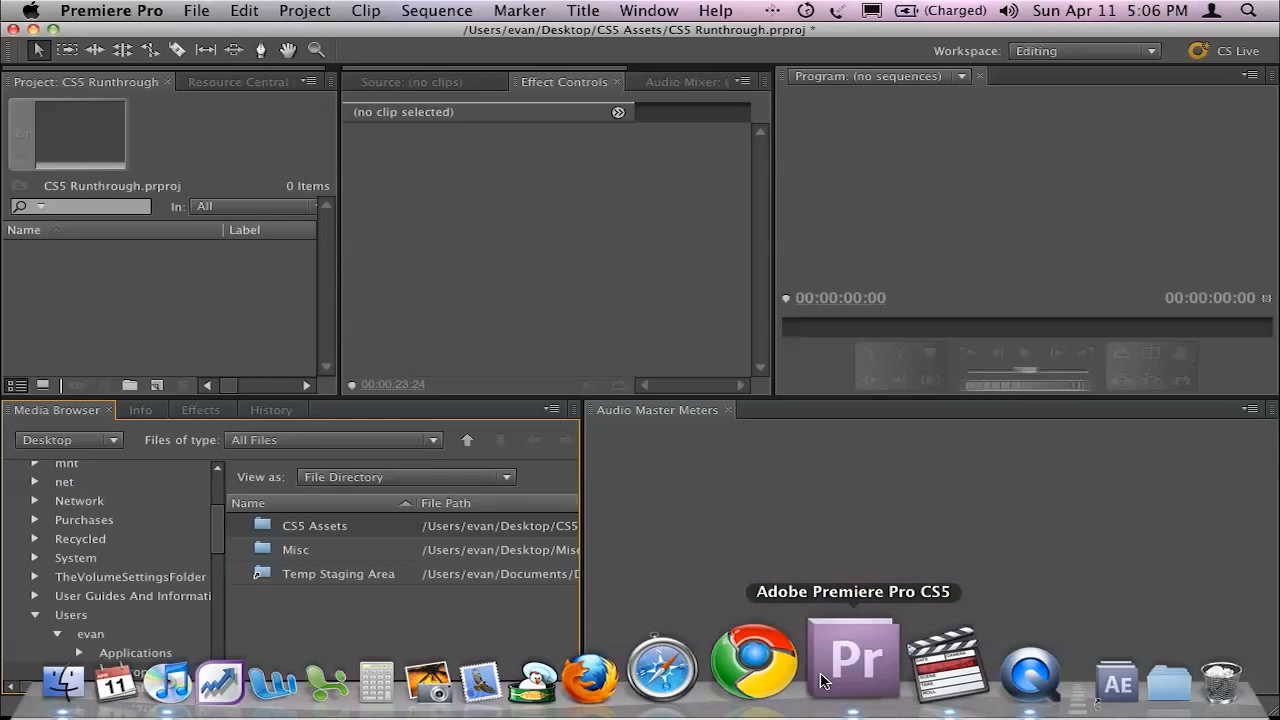 Premiere Pro File Edit Project Clip Sequence Marker Title Window Help (Charged) Sun Apr 11 5:06 PM
/Users/evan/Desktop/CS5 Assets/CS5 Runthrough.prproj *
Workspace: Editing CS Live
Project: CS5 Runthrough × Resource Central
Source: (no clips) Effect Controls × Audio Mixer: (
Program: (no sequences) ×
(no clip selected)
CS5 Runthrough.prproj 0 Items
In: All
Name Label
00:00:00:00 00:00:00:00
00:00:23:24
Media Browser × Info Effects History
Audio Master Meters ×
Desktop Files of type: All Files
mnt
net
Network
Purchases
Recycled
System
TheVolumeSettingsFolder
User Guides And Informati
Users
evan
Applications
View as: File Directory
Name File Path
CS5 Assets /Users/evan/Desktop/CS5
Misc /Users/evan/Desktop/Misc
Temp Staging Area /Users/evan/Documents/D
Adobe Premiere Pro CS5
APR
11
Pr
AE